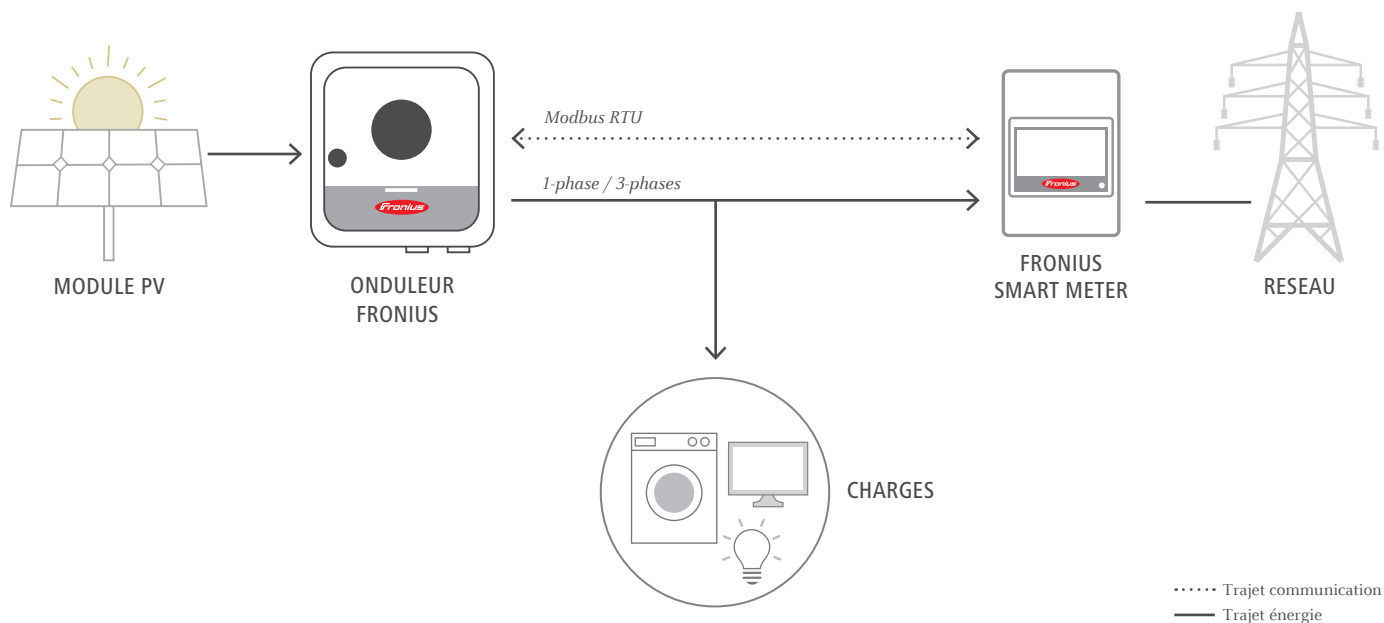 Modbus RTU
1-phase / 3-phases
Fronius
Fronius
MODULE PV
ONDULEUR
FRONIUS
FRONIUS
SMART METER
RESEAU
CHARGES
Trajet communication
Trajet énergie